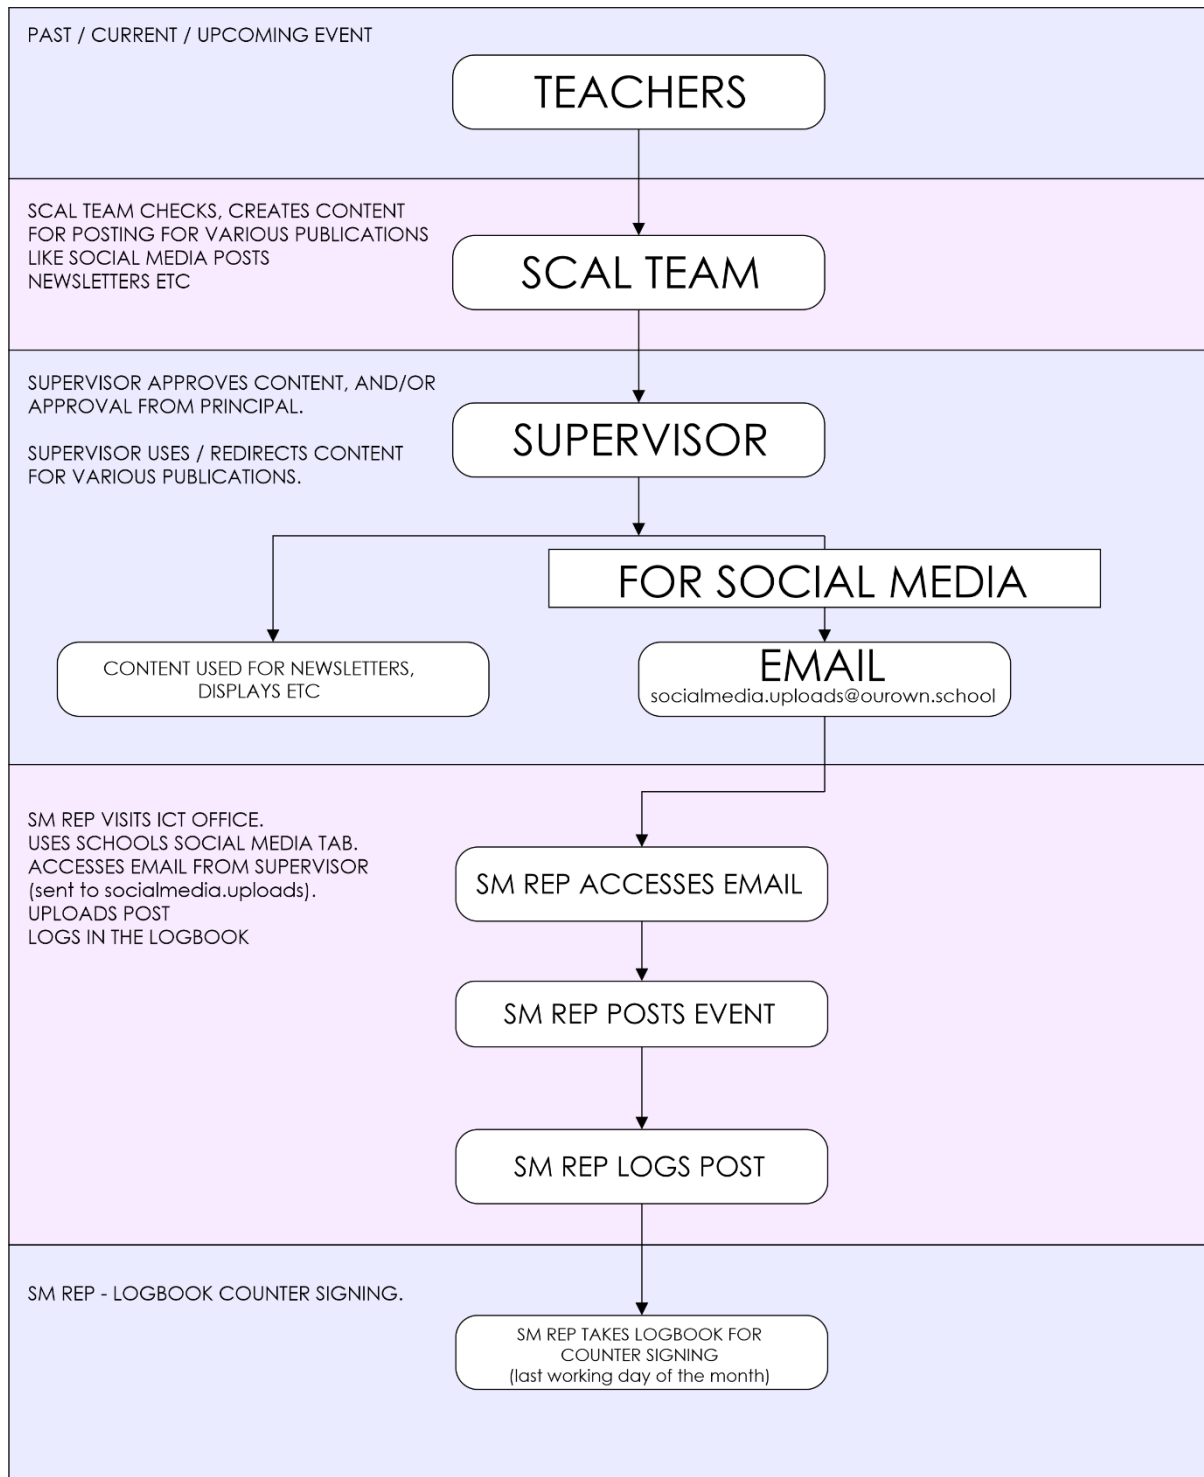 PAST / CURRENT / UPCOMING EVENT
TEACHERS
SCAL TEAM CHECKS, CREATES CONTENT
FOR POSTING FOR VARIOUS PUBLICATIONS
LIKE SOCIAL MEDIA POSTS
NEWSLETTERS ETC
SCAL TEAM
SUPERVISOR APPROVES CONTENT, AND/OR
APPROVAL FROM PRINCIPAL.
SUPERVISOR USES / REDIRECTS CONTENT
FOR VARIOUS PUBLICATIONS.
SUPERVISOR
FOR SOCIAL MEDIA
CONTENT USED FOR NEWSLETTERS,
DISPLAYS ETC
EMAIL
socialmedia.uploads@ourown.school
SM REP VISITS ICT OFFICE.
USES SCHOOLS SOCIAL MEDIA TAB.
ACCESSES EMAIL FROM SUPERVISOR
(sent to socialmedia.uploads).
UPLOADS POST
LOGS IN THE LOGBOOK
SM REP ACCESSES EMAIL
SM REP POSTS EVENT
SM REP LOGS POST
SM REP - LOGBOOK COUNTER SIGNING.
SM REP TAKES LOGBOOK FOR
COUNTER SIGNING
(last working day of the month)